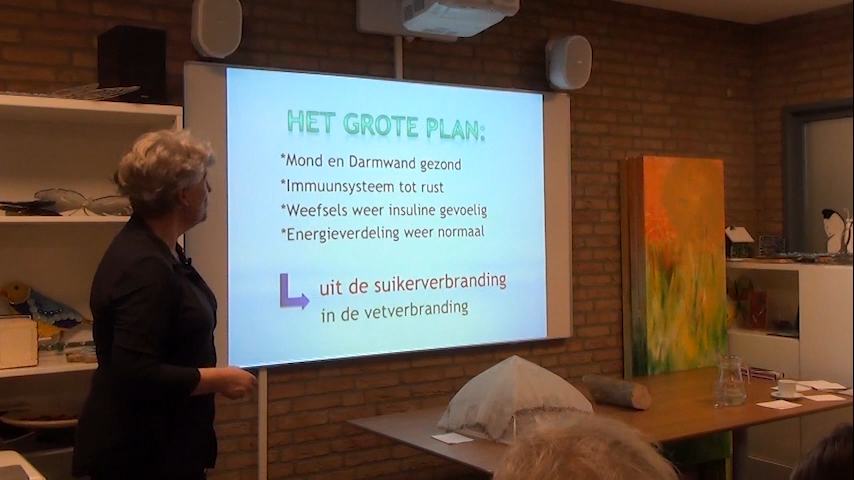 HET GROTE PLAN:
*Mond en Darmwand gezond
*Immuunsysteem tot rust
*Weefsels weer insuline gevoelig
*Energieverdeling weer normaal
uit de suikerverbranding
in de vetverbranding